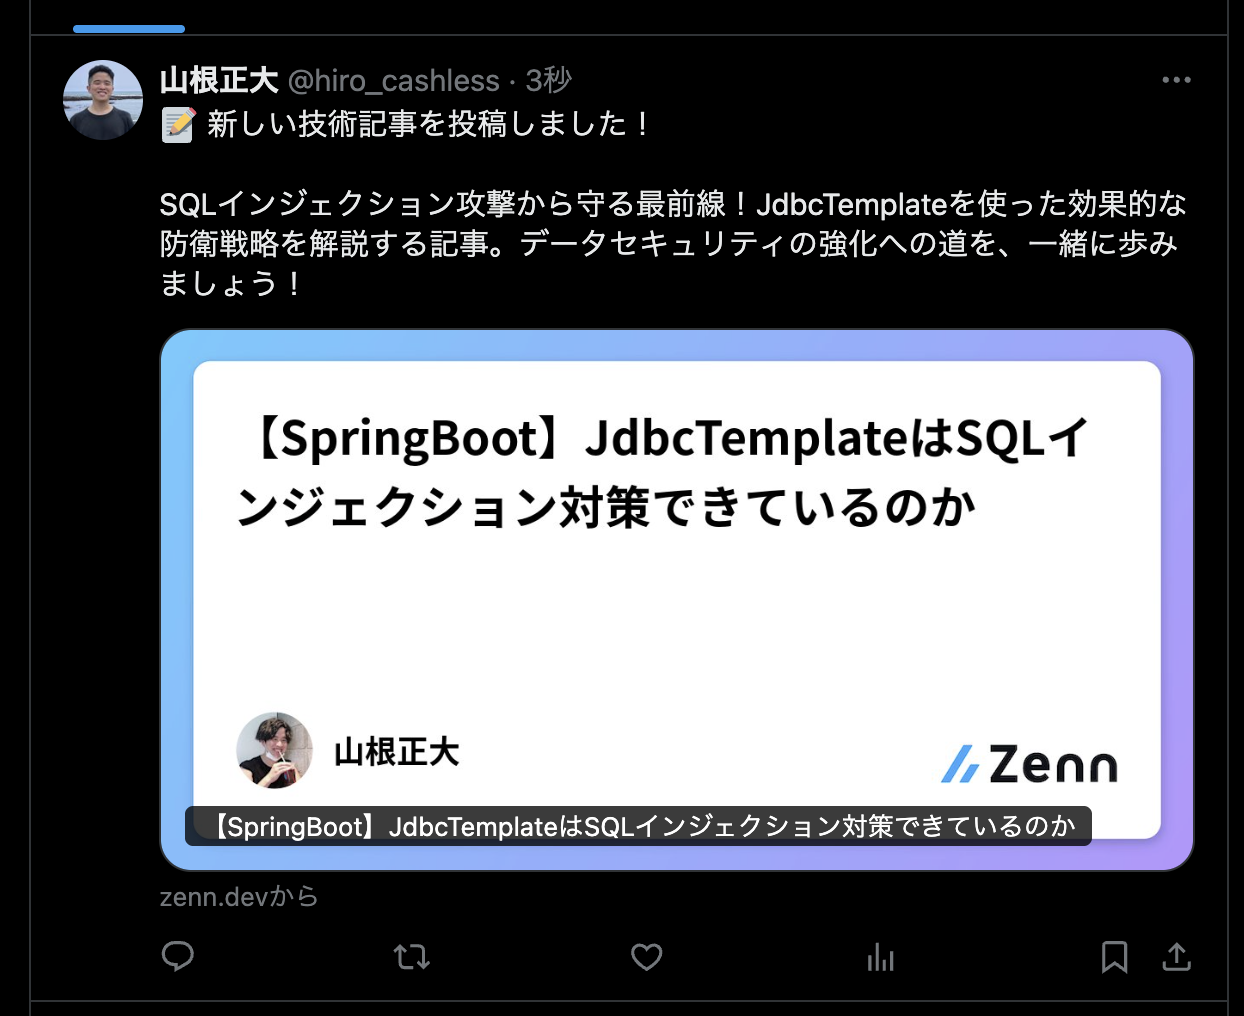 山根正大 @hiro_cashless · 3秒
📝 新しい技術記事を投稿しました！
SQLインジェクション攻撃から守る最前線！JdbcTemplateを使った効果的な
防衛戦略を解説する記事。データセキュリティの強化への道を、一緒に歩み
ましょう！
【SpringBoot】JdbcTemplateはSQLイ
ンジェクション対策できているのか
山根正大
Zenn
【SpringBoot】JdbcTemplateはSQLインジェクション対策できているのか
zenn.devから